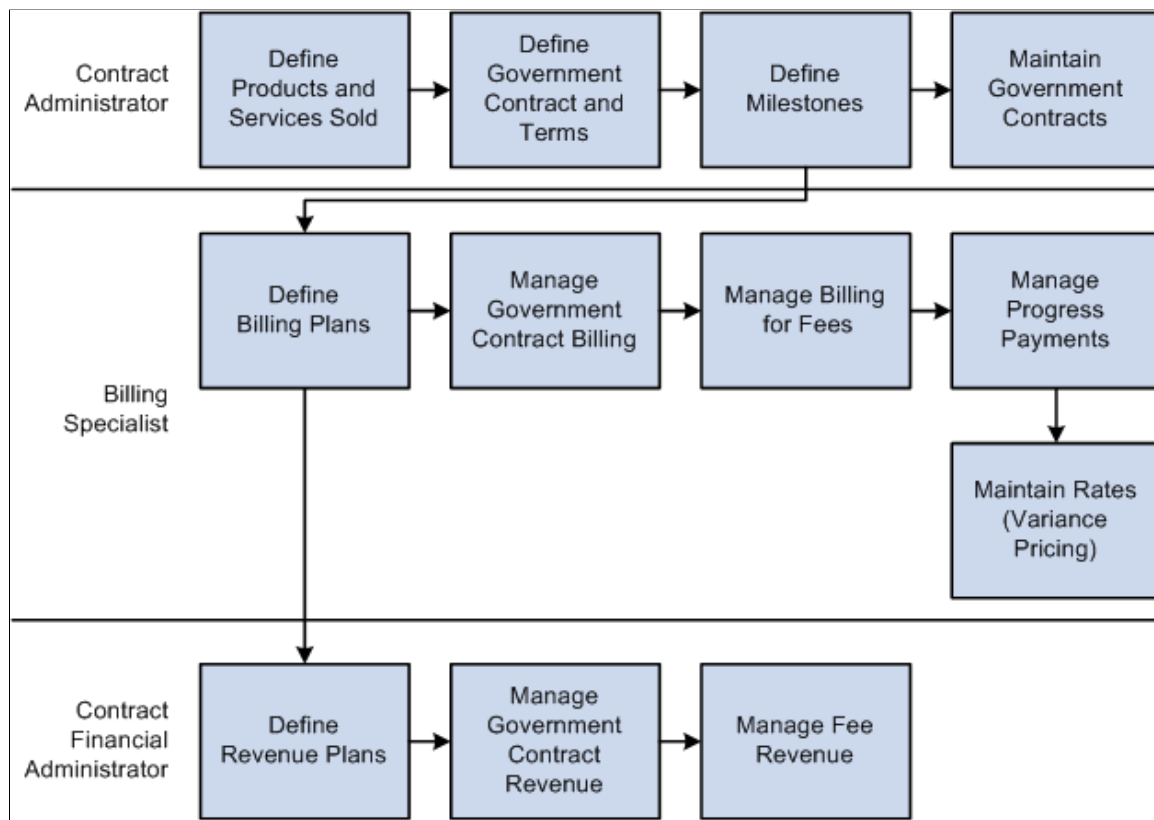 Contract
Administrator
Define
Products and
Services Sold
Define
Government
Contract and
Terms
Define
Milestones
Maintain
Government
Contracts
Billing
Specialist
Define
Billing Plans
Manage
Government
Contract Billing
Manage Billing
for Fees
Manage
Progress
Payments
Maintain Rates
(Variance
Pricing)
Contract
Financial
Administrator
Define
Revenue Plans
Manage
Government
Contract
Revenue
Manage Fee
Revenue